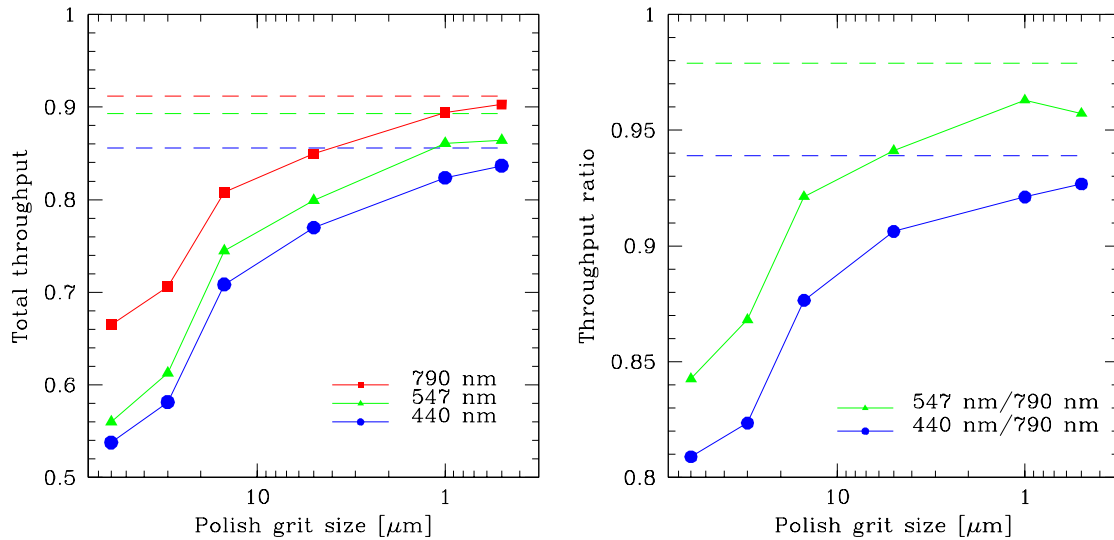 1
0.9
0.8
0.7
0.6
0.5
Total throughput
790 nm
547 nm
440 nm
10
1
Polish grit size [μm]
1
0.95
0.9
0.85
0.8
Throughput ratio
547 nm/790 nm
440 nm/790 nm
10
1
Polish grit size [μm]